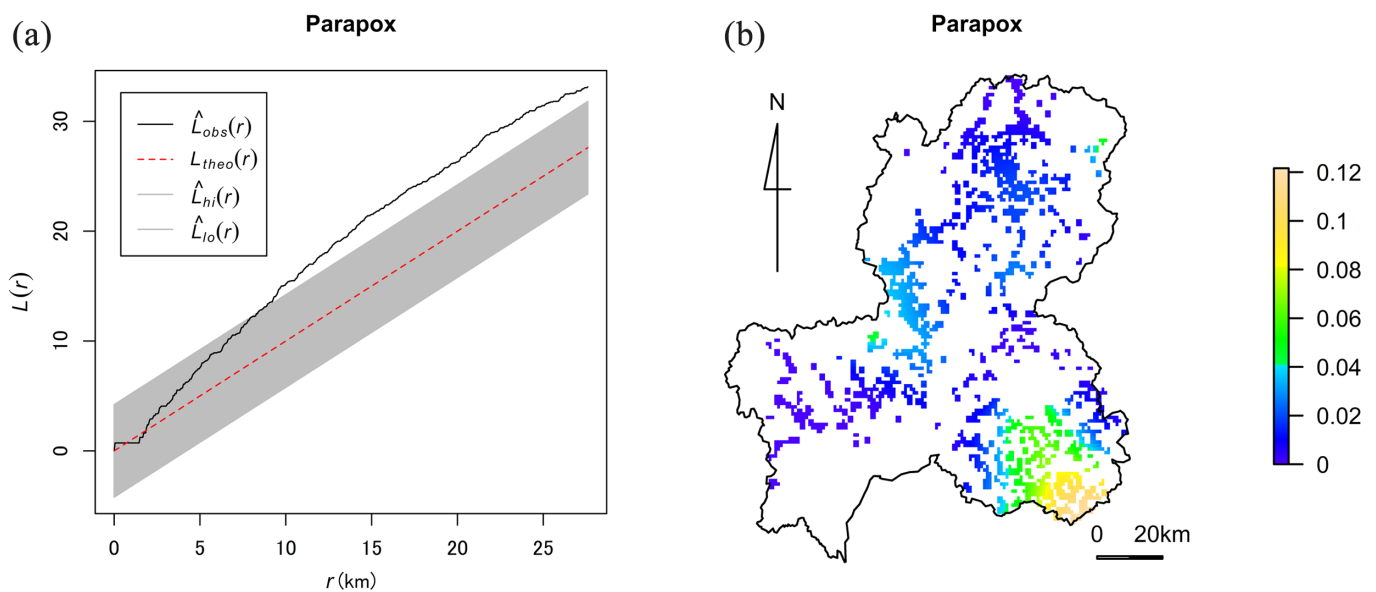 (a)
Parapox
L̂obs(r)
Ltheo(r)
L̂hi(r)
L̂lo(r)
L(r)
30
20
10
0
0 5 10 15 20 25
r (km)
(b)
Parapox
N
0.12
0.1
0.08
0.06
0.04
0.02
0
0 20km